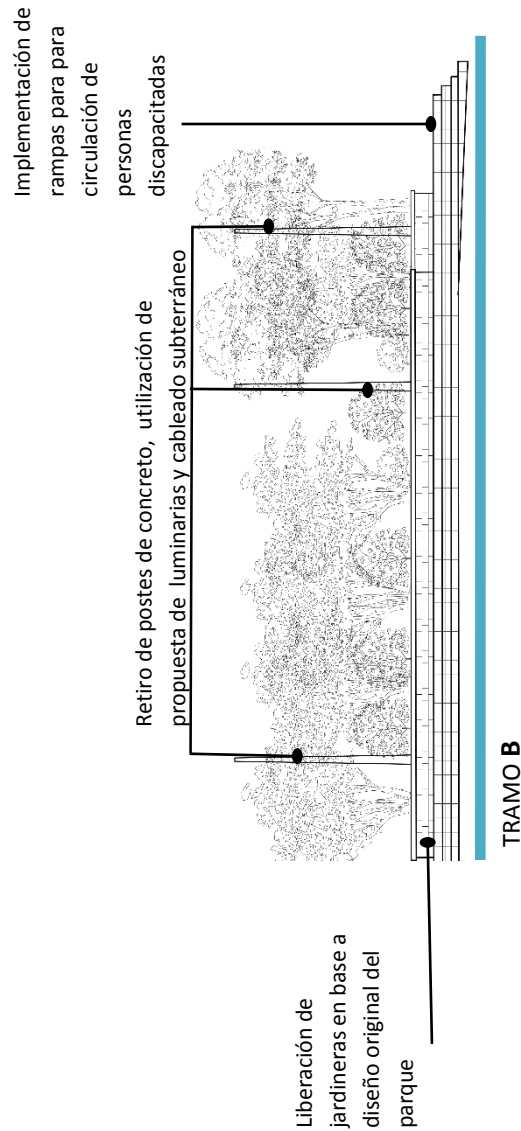 Implementación de
rampas para para
circulación de
personas
discapacitadas
Retiro de postes de concreto, utilización de
propuesta de luminarias y cableado subterráneo
Liberación de
jardineras en base a
diseño original del
parque
TRAMO B